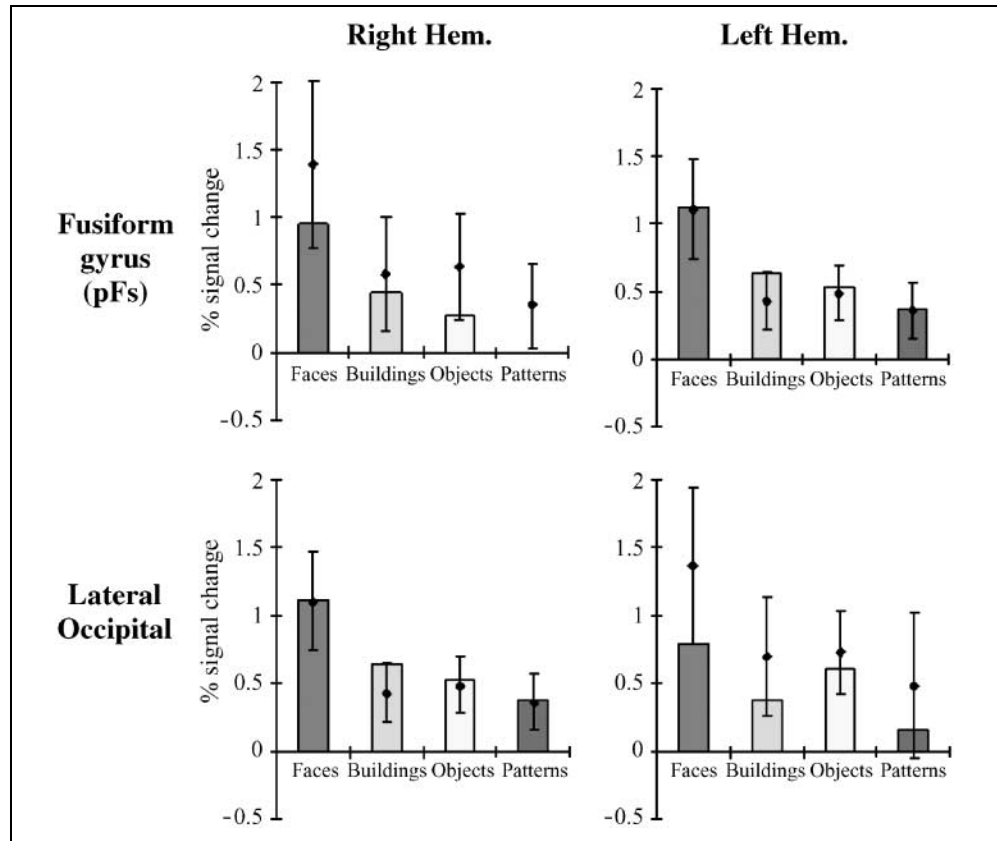 Right Hem. Left Hem.
Fusiform
gyrus
(pFs)
% signal change
2
1.5
1
0.5
0
-0.5
Faces Buildings Objects Patterns
2
1.5
1
0.5
0
-0.5
Faces Buildings Objects Patterns
Lateral
Occipital
% signal change
2
1.5
1
0.5
0
-0.5
Faces Buildings Objects Patterns
2
1.5
1
0.5
0
-0.5
Faces Buildings Objects Patterns